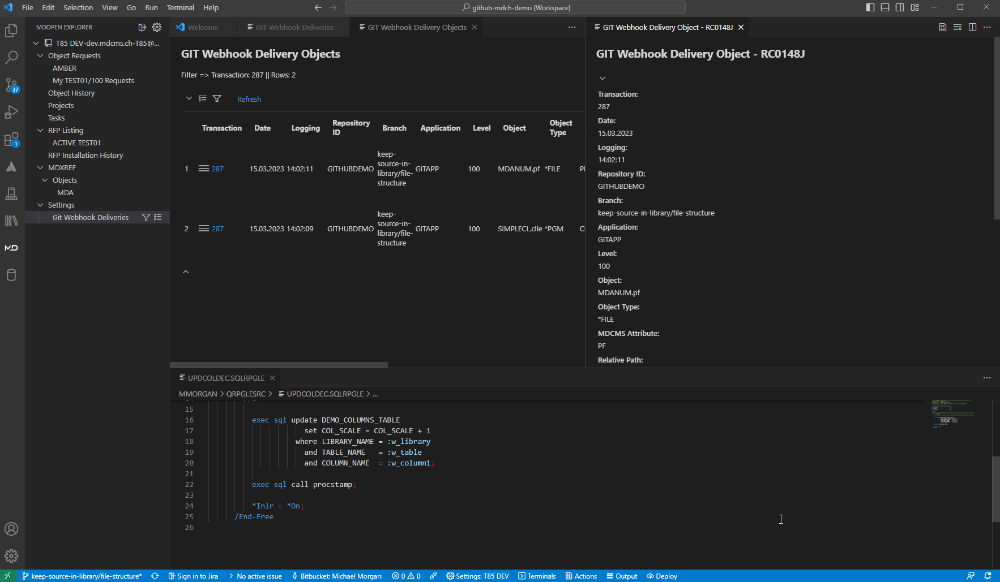 File Edit Selection View Go Run Terminal Help
github-mdch-demo (Workspace)
MDOPEN EXPLORER
T85 DEV-dev.mdcms.ch-T85@...
Object Requests
AMBER
My TEST01/100 Requests
Object History
Projects
Tasks
RFP Listing
ACTIVE TEST01
RFP Installation History
MDXREF
Objects
MDA
Settings
Git Webhook Deliveries
37
1
MD
Welcome
GIT Webhook Deliveries
GIT Webhook Delivery Objects
GIT Webhook Delivery Objects
Filter => Transaction: 287 || Rows: 2
Refresh
Transaction Date Logging Repository ID Branch Application Level Object Object Type
1 287 15.03.2023 14:02:11 GITHUBDEMO keep-source-in-library/file-structure GITAPP 100 MDANUM.pf *FILE
2 287 15.03.2023 14:02:09 GITHUBDEMO keep-source-in-library/file-structure GITAPP 100 SIMPLECL.clle *PGM
GIT Webhook Delivery Object - RC0148J
GIT Webhook Delivery Object - RC0148J
Transaction:
287
Date:
15.03.2023
Logging:
14:02:11
Repository ID:
GITHUBDEMO
Branch:
keep-source-in-library/file-structure
Application:
GITAPP
Level:
100
Object:
MDANUM.pf
Object Type:
*FILE
MDCMS Attribute:
PF
Relative Path:
UPDCOLDEC.SQLRPGLE
MMORGAN > QRPGLESRC > UPDCOLDEC.SQLRPGLE > ...
15
16 exec sql update DEMO_COLUMNS_TABLE
17 set COL_SCALE = COL_SCALE + 1
18 where LIBRARY_NAME = :w_library
19 and TABLE_NAME = :w_table
20 and COLUMN_NAME = :w_column1;
21
22 exec sql call procstamp;
23
24 *Inlr = *On;
25 /End-Free
26
keep-source-in-library/file-structure* Sign in to Jira No active issue Bitbucket: Michael Morgan: 0 0 Settings: T85 DEV Terminals Actions Output Deploy